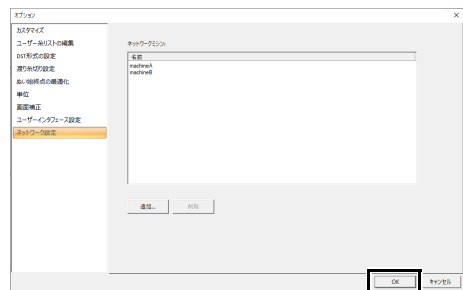 オプション
カスタマイズ
ユーザー糸リストの編集
DST形式の設定
渡り糸切り設定
ぬい始終点の最適化
単位
画面補正
ユーザーインタフェース設定
ネットワーク設定
ネットワークミシン:
名前
machineA
machineB
追加...
削除
OK
キャンセル